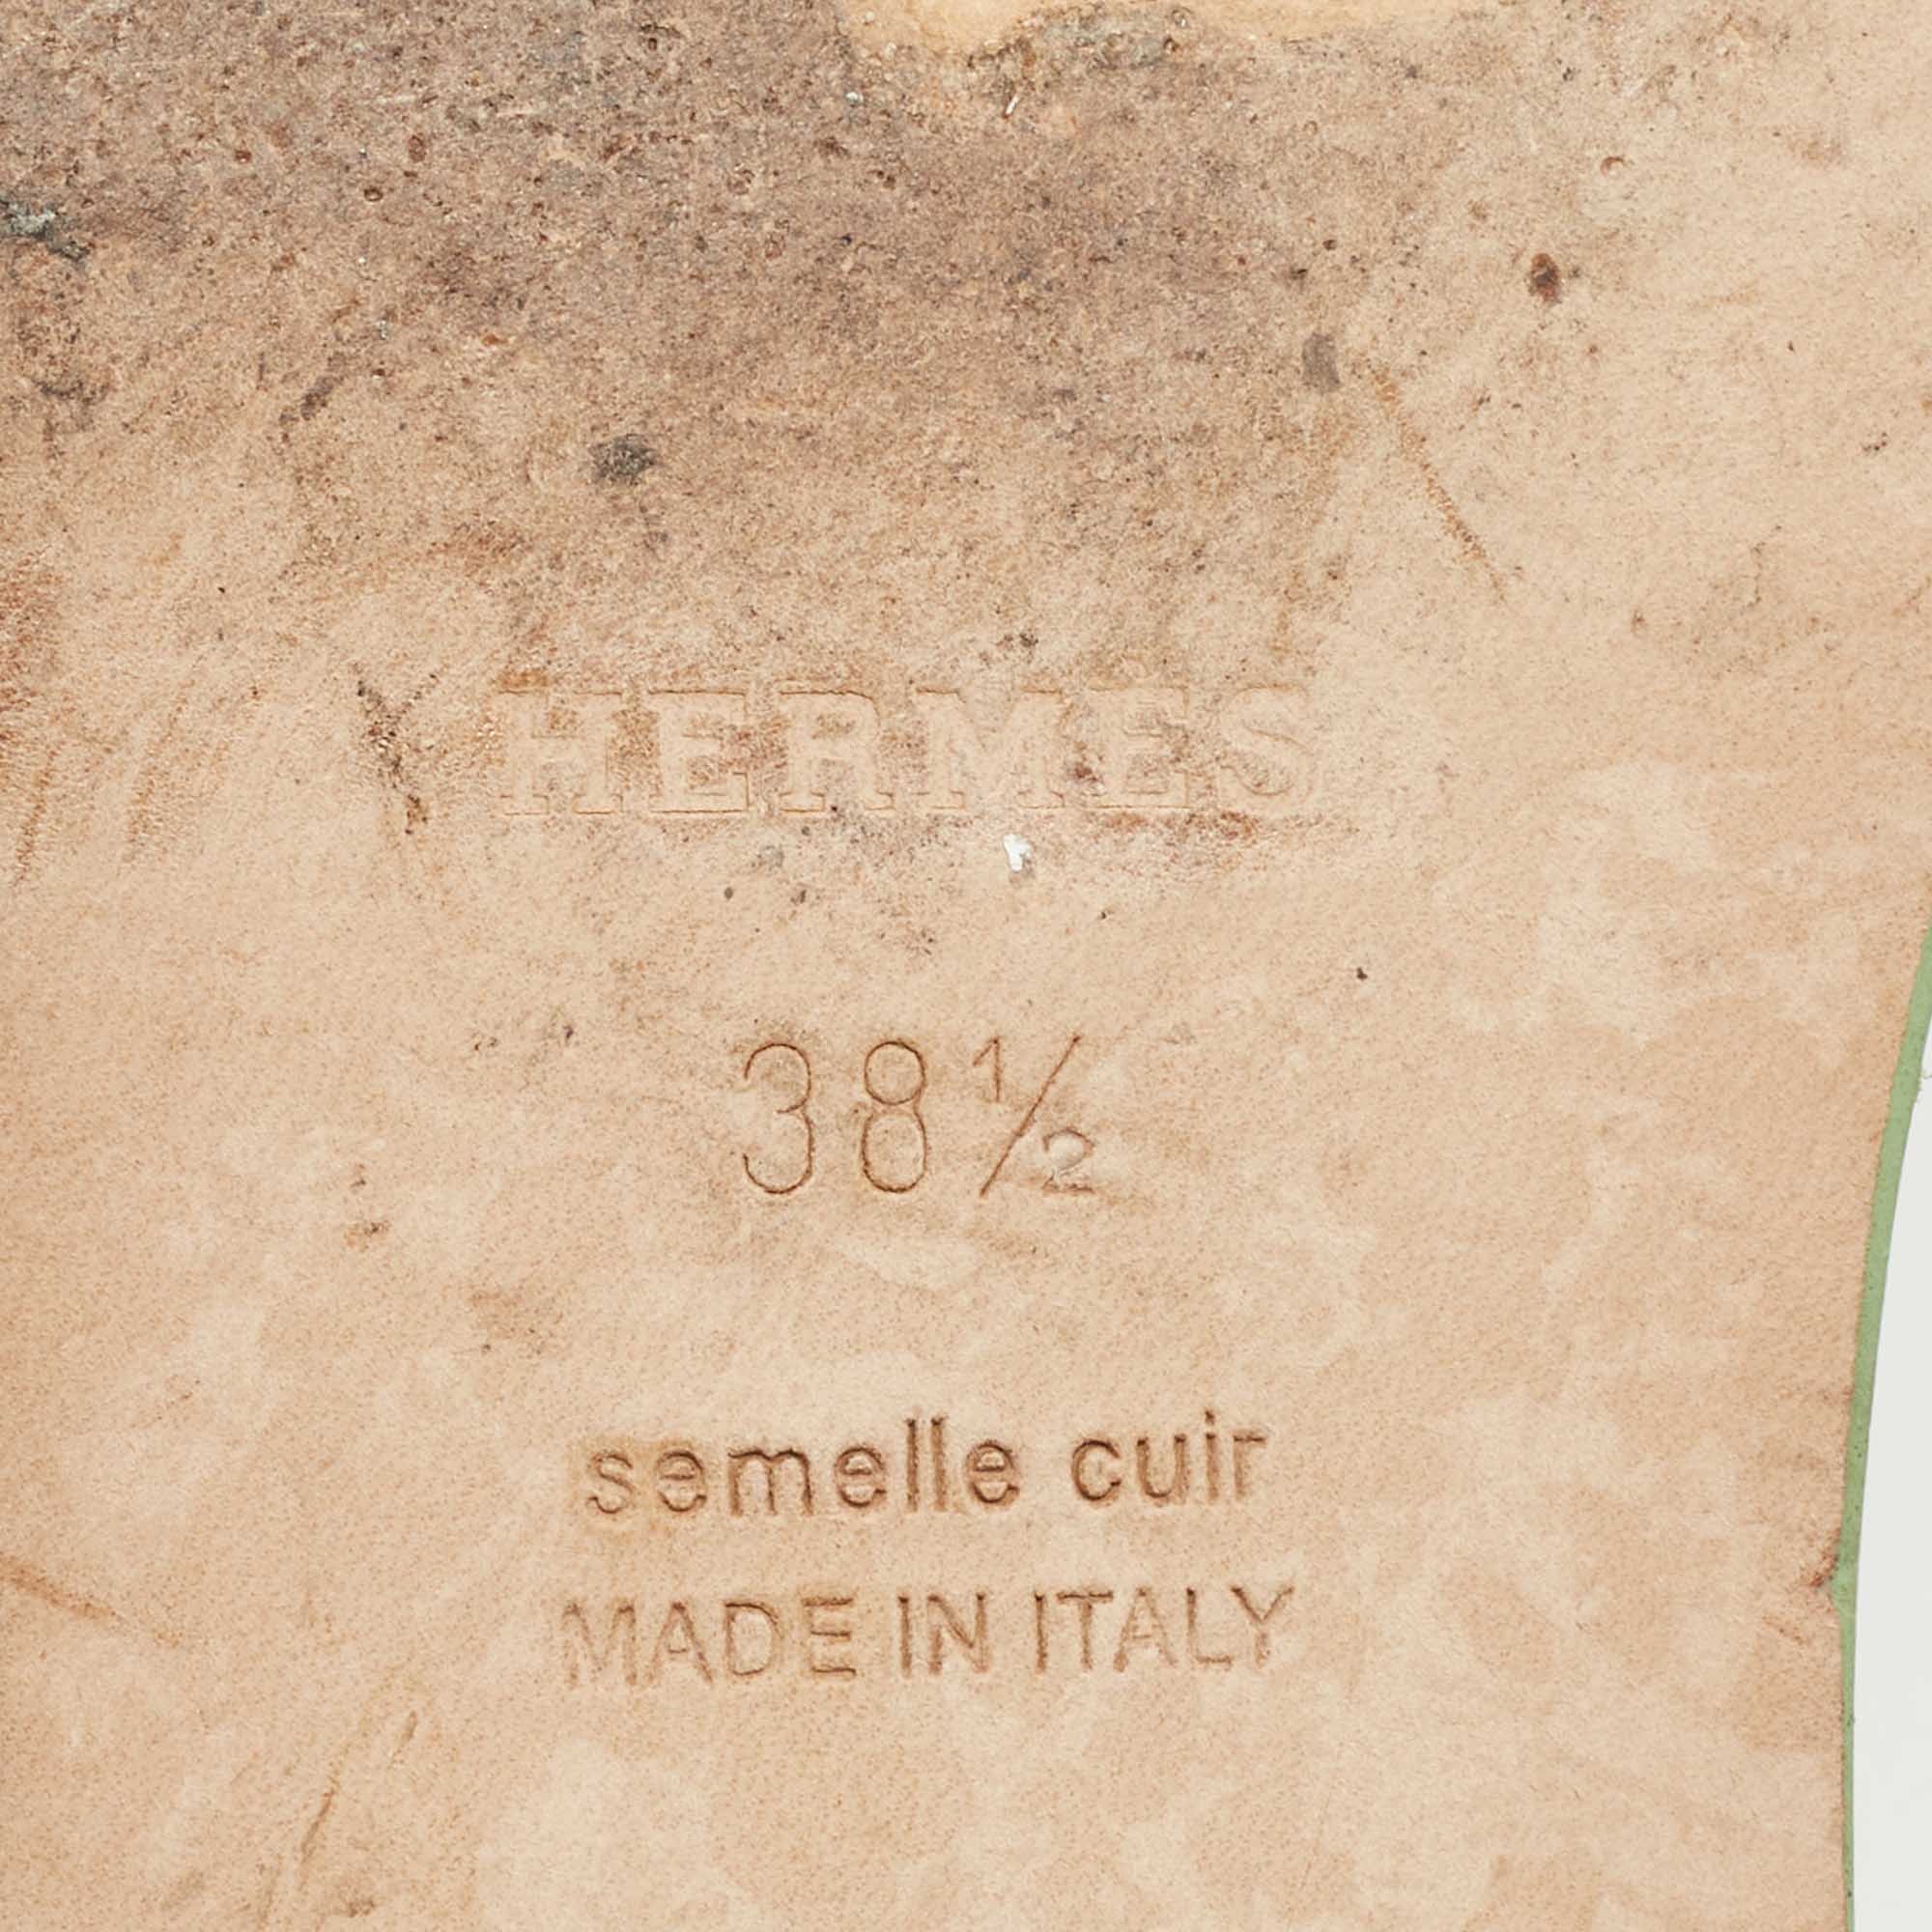 HERMES
38½
semelle cuir
MADE IN ITALY